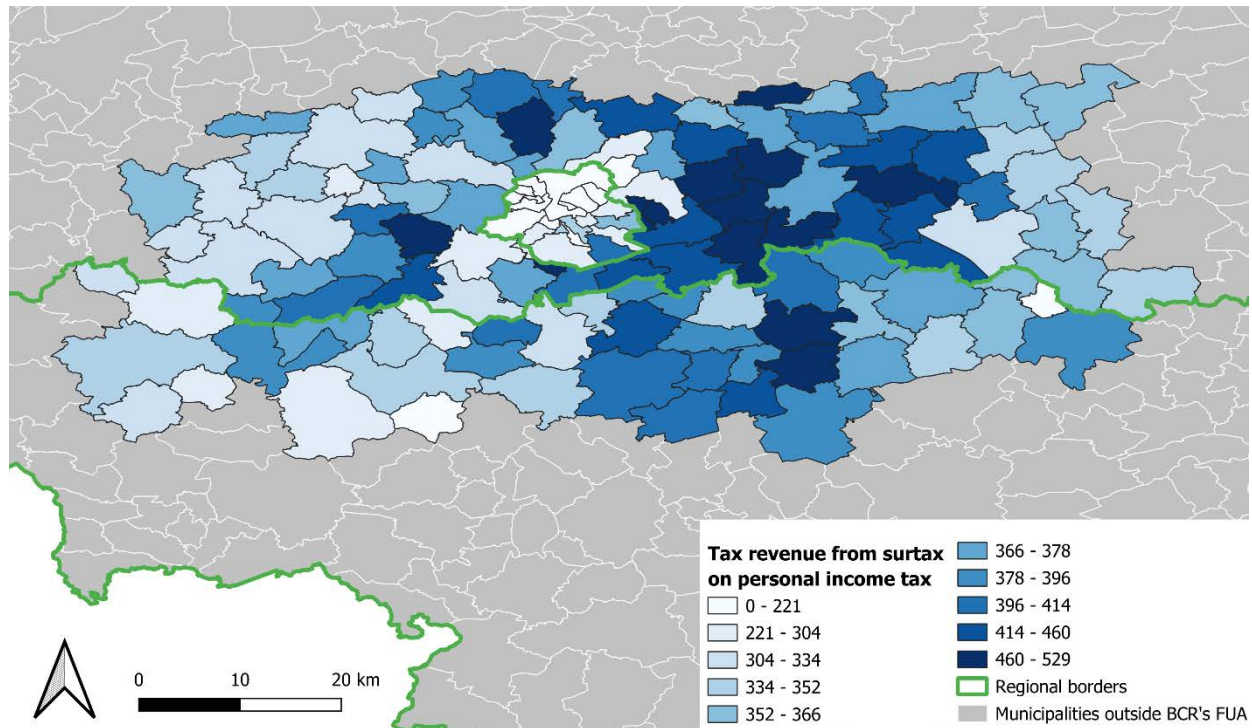 Tax revenue from surtax
on personal income tax
0 - 221
221 - 304
304 - 334
334 - 352
352 - 366
366 - 378
378 - 396
396 - 414
414 - 460
460 - 529
Regional borders
Municipalities outside BCR's FUA
0 10 20 km